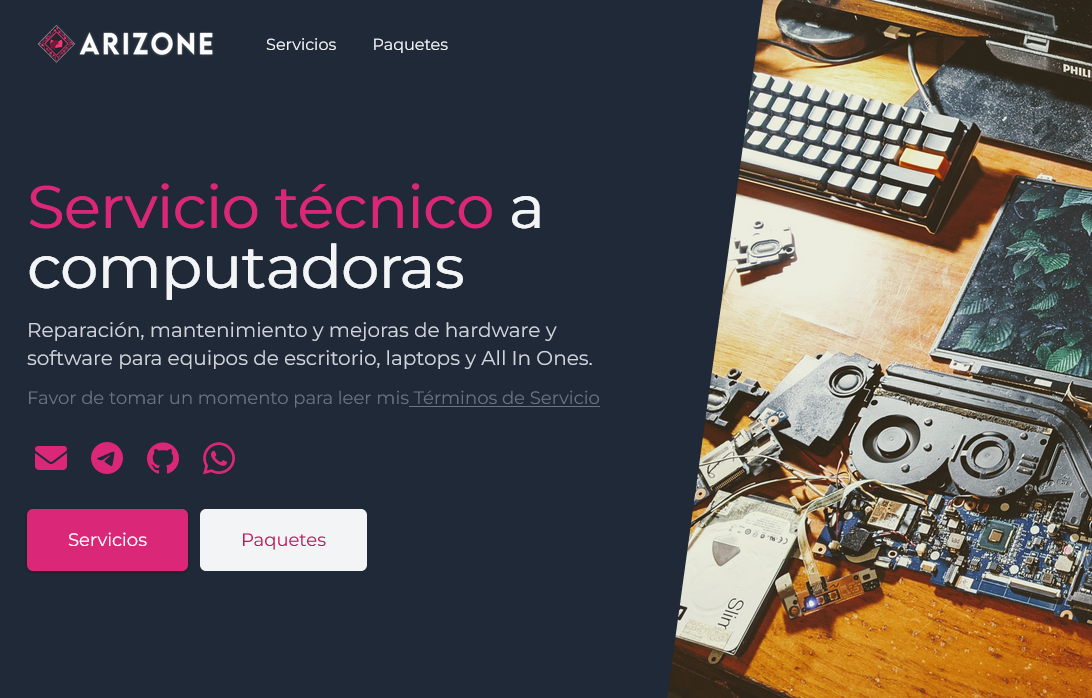 ARIZONE
Servicios
Paquetes
Servicio técnico a
computadoras
Reparación, mantenimiento y mejoras de hardware y
software para equipos de escritorio, laptops y All In Ones.
Favor de tomar un momento para leer mis Términos de Servicio
Servicios
Paquetes
PHILI
Slim